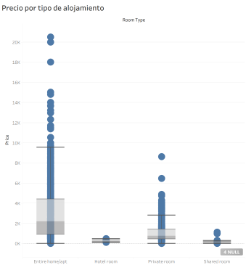 Precio por tipo de alojamiento
Room Type
20K
18K
16K
14K
12K
10K
8K
6K
4K
2K
0K
Price
Entire home/apt
Hotel room
Private room
Shared room